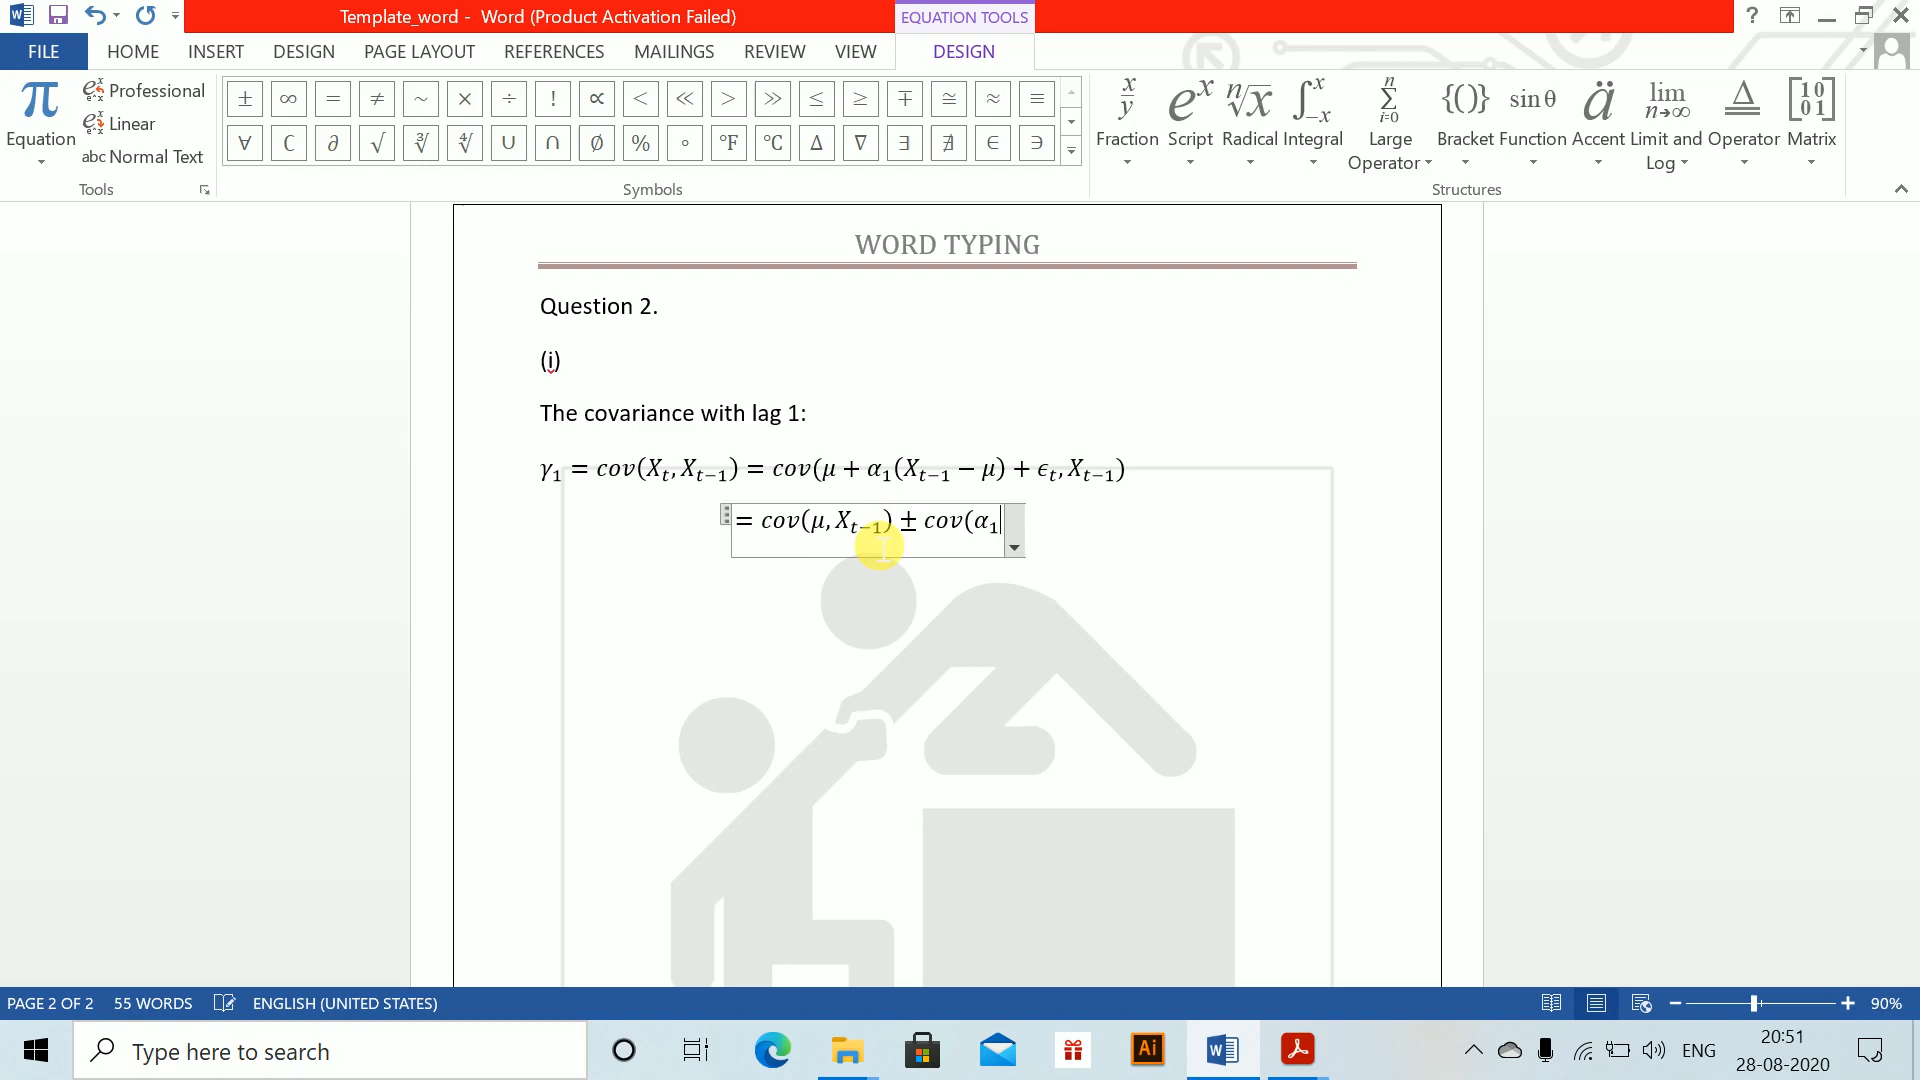 Template_word - Word (Product Activation Failed)
EQUATION TOOLS
FILE HOME INSERT DESIGN PAGE LAYOUT REFERENCES MAILINGS REVIEW VIEW DESIGN
π Equation
Professional
Linear
abc Normal Text
Tools
± ∞ = ≠ ~ × ÷ ! ∝ < ≪ > ≫ ≤ ≥ ∓ ≅ ≈ ≡
∀ ∁ ∂ √ ∛ ∜ ∪ ∩ ∅ % ° °F °C ∆ ∇ ∃ ∄ ∈ ∋
Symbols
Fraction Script Radical Integral Large Operator Bracket Function Accent Limit and Log Operator Matrix
Structures
WORD TYPING
Question 2.
(i)
The covariance with lag 1:
γ₁ = cov(Xₜ, Xₜ₋₁) = cov(μ + α₁(Xₜ₋₁ − μ) + ϵₜ, Xₜ₋₁)
= cov(μ, Xₜ₋₁) ± cov(α₁
PAGE 2 OF 2 55 WORDS ENGLISH (UNITED STATES) 90%
Type here to search
Ai
ENG
20:51
28-08-2020